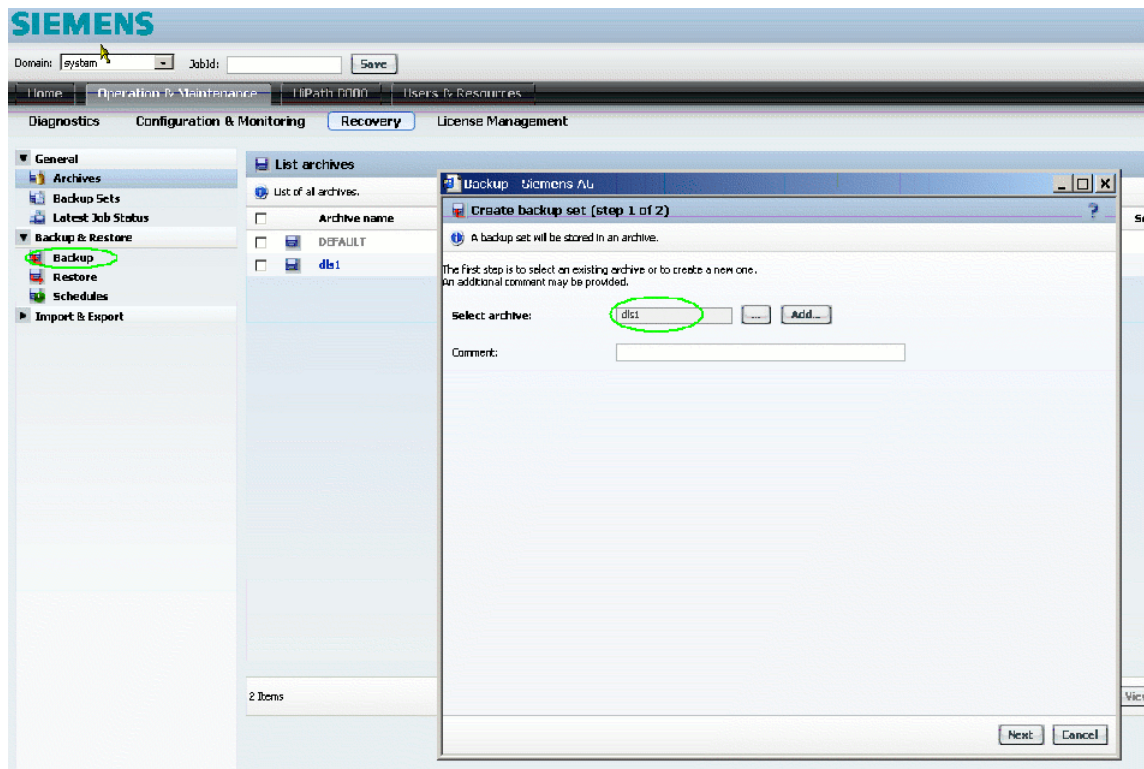 SIEMENS
Domain: system JobId: Save
Home Operation & Maintenance HiPath 8000 Users & Resources
Diagnostics Configuration & Monitoring Recovery License Management
General
Archives
Backup Sets
Latest Job Status
Backup & Restore
Backup
Restore
Schedules
Import & Export
List archives
List of all archives.
Archive name
DEFAULT
dls1
2 Items
Backup Siemens AG
Create backup set (step 1 of 2)
?
A backup set will be stored in an archive.
The first step is to select an existing archive or to create a new one.
An additional comment may be provided.
Select archive: dls1 ... Add...
Comment:
Next Cancel